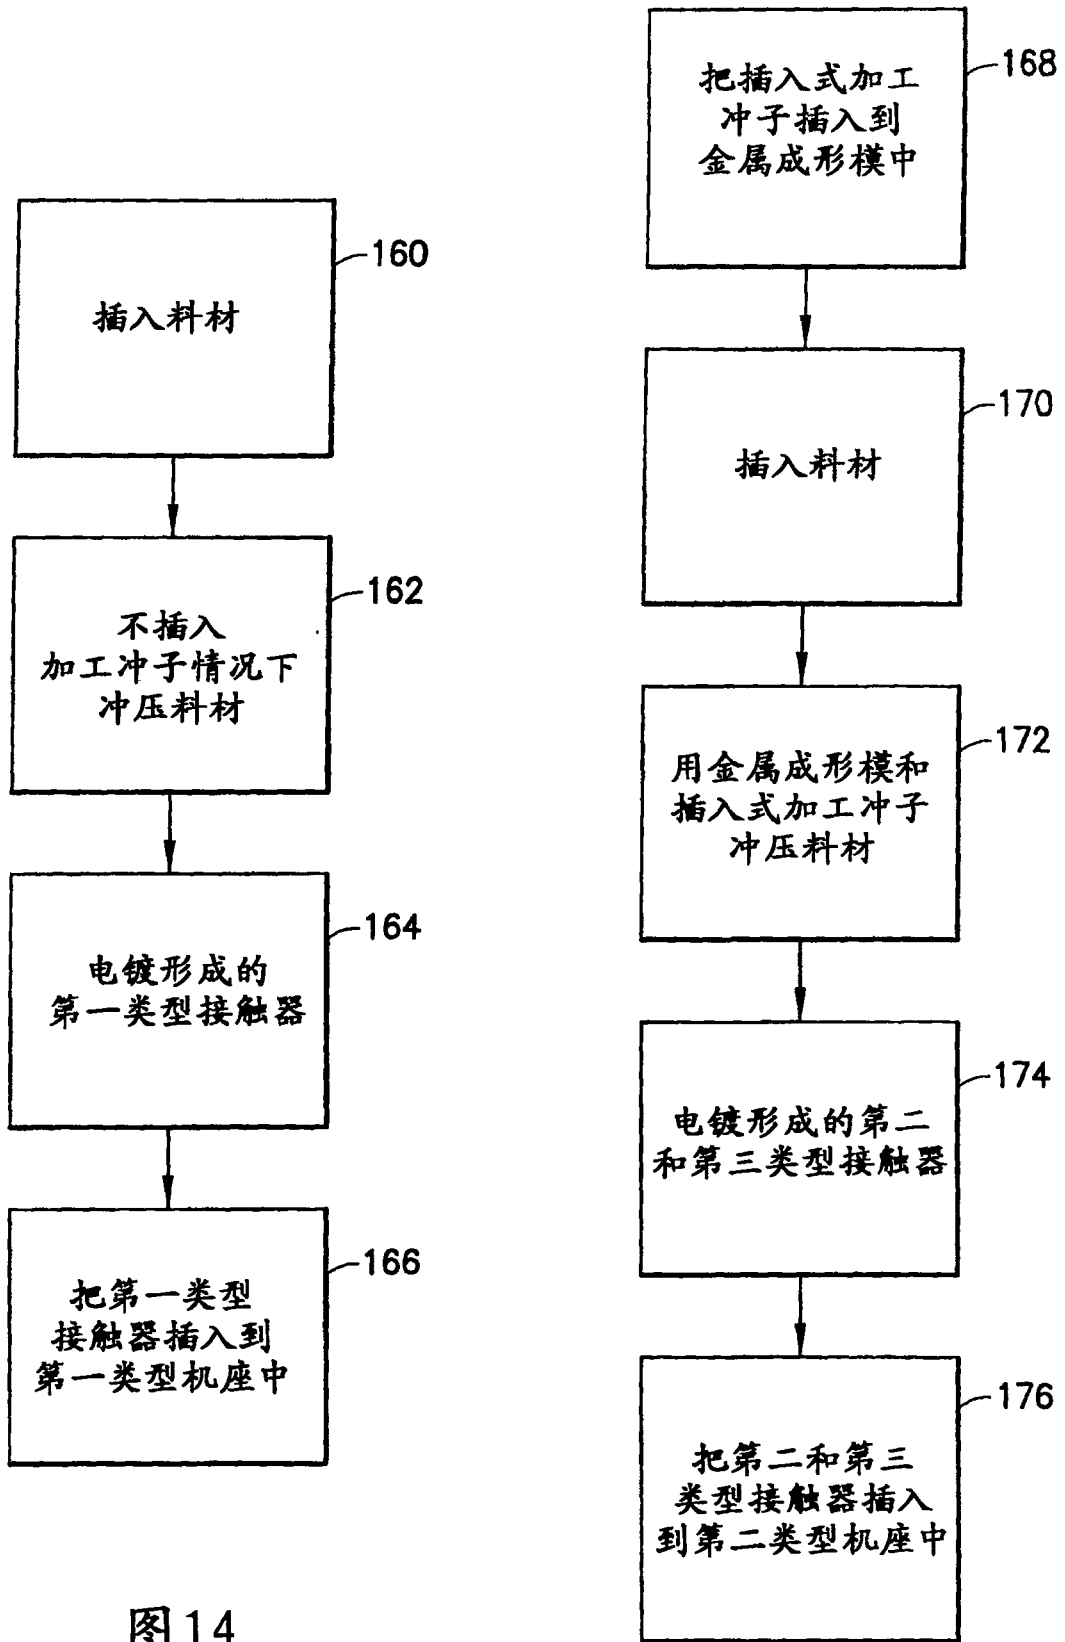 160
插入料材
162
不插入
加工冲子情况下
冲压料材
164
电镀形成的
第一类型接触器
166
把第一类型
接触器插入到
第一类型机座中
图14
168
把插入式加工
冲子插入到
金属成形模中
170
插入料材
172
用金属成形模和
插入式加工冲子
冲压料材
174
电镀形成的第二
和第三类型接触器
176
把第二和第三
类型接触器插入
到第二类型机座中